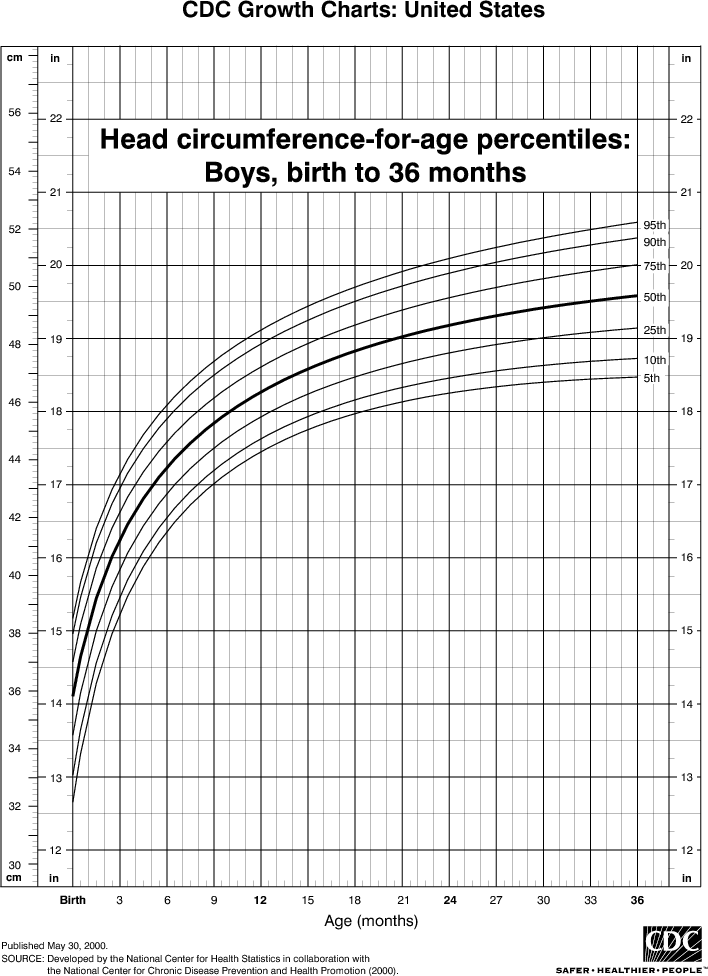 CDC Growth Charts: United States
cm in in
56
22 22
Head circumference-for-age percentiles:
Boys, birth to 36 months
54
21 21
52
95th
90th
20 75th 20
50
50th
19 25th 19
48
10th
5th
46
18 18
44
17 17
42
16 16
40
15 15
38
36
14 14
34
13 13
32
12 12
30
cm in in
Birth 3 6 9 12 15 18 21 24 27 30 33 36
Age (months)
Published May 30, 2000.
SOURCE: Developed by the National Center for Health Statistics in collaboration with
the National Center for Chronic Disease Prevention and Health Promotion (2000).
CDC
SAFER • HEALTHIER • PEOPLE™